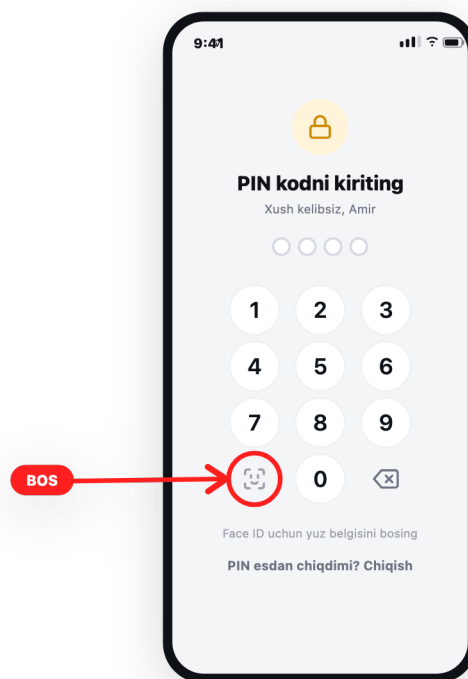 9:41
PIN kodni kiriting
Xush kelibsiz, Amir
1 2 3
4 5 6
7 8 9
BOS
0
Face ID uchun yuz belgisini bosing
PIN esdan chiqdimi? Chiqish